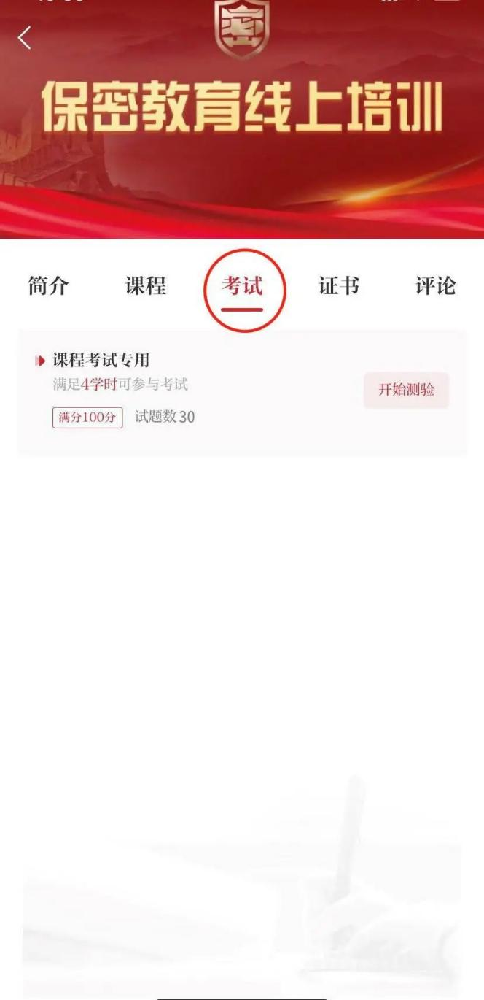 保密教育线上培训
简介 课程 考试 证书 评论
课程考试专用
满足4学时可参与考试
开始测验
满分100分 试题数30